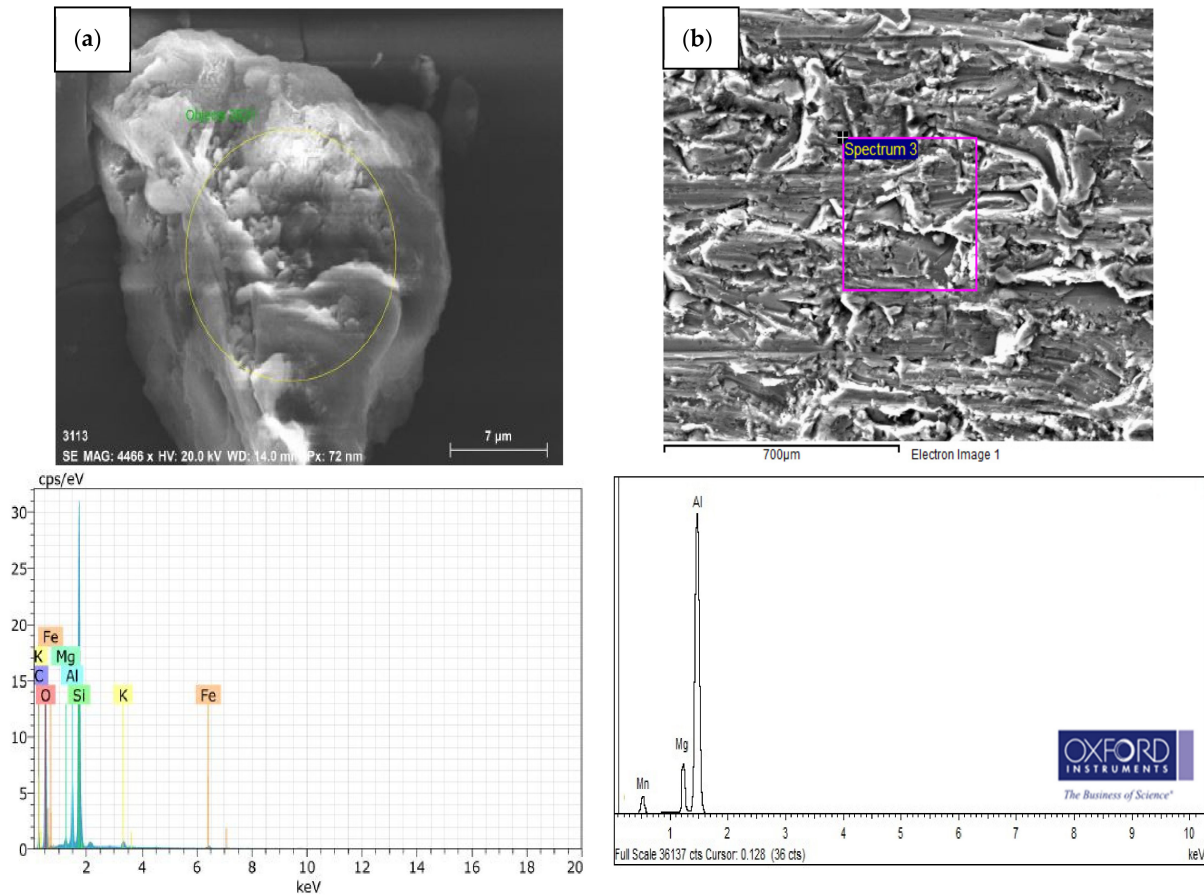 (a)
Objects
3113
SE MAG: 4466 x HV: 20.0 kV WD: 14.0 mm Px: 72 nm
7 µm
(b)
Spectrum 3
700µm
Electron Image 1
cps/eV
30
25
20
15
10
5
0
Fe
K Mg
C Al
O Si K Fe
2 4 6 8 10 12 14 16 18 20
keV
Al
Mg
Mn
OXFORD
INSTRUMENTS
The Business of Science®
1 2 3 4 5 6 7 8 9 10
Full Scale 36137 cts Cursor: 0.128 (36 cts)
keV